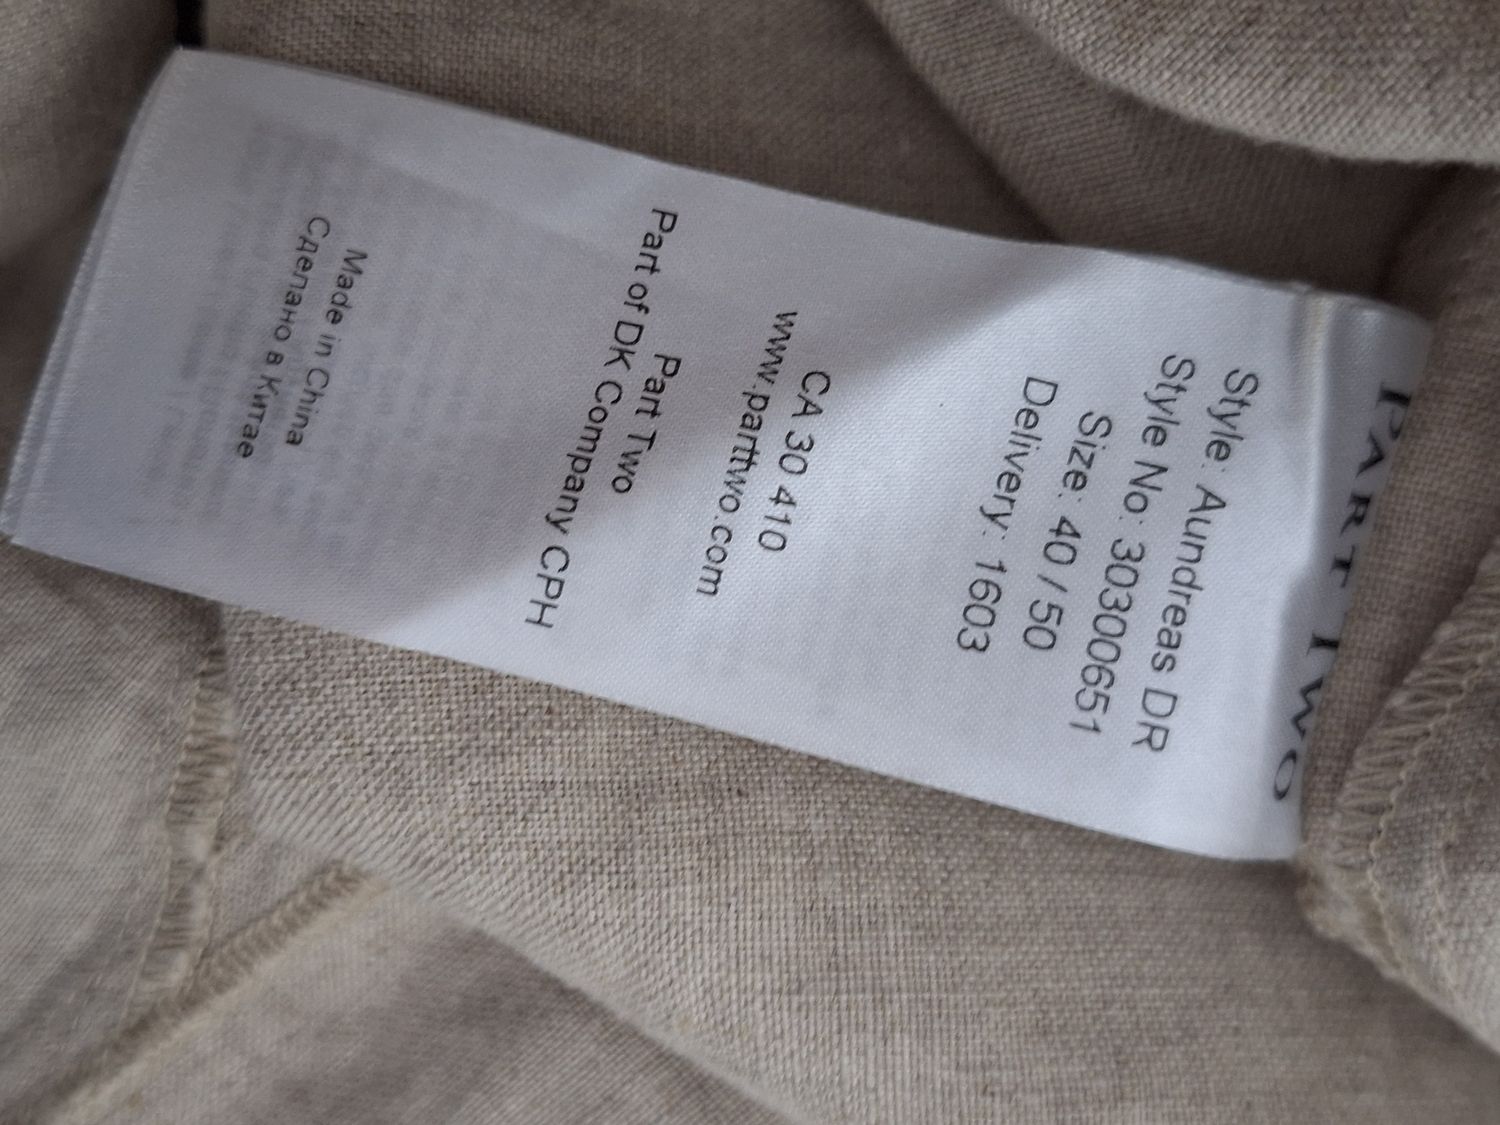 PART TWO
Style: Aundreas DR
Style No: 30300651
Size: 40 / 50
Delivery: 1603
CA 30 410
www.parttwo.com
Part Two
Part of DK Company CPH
Made in China
Сделано в Китае